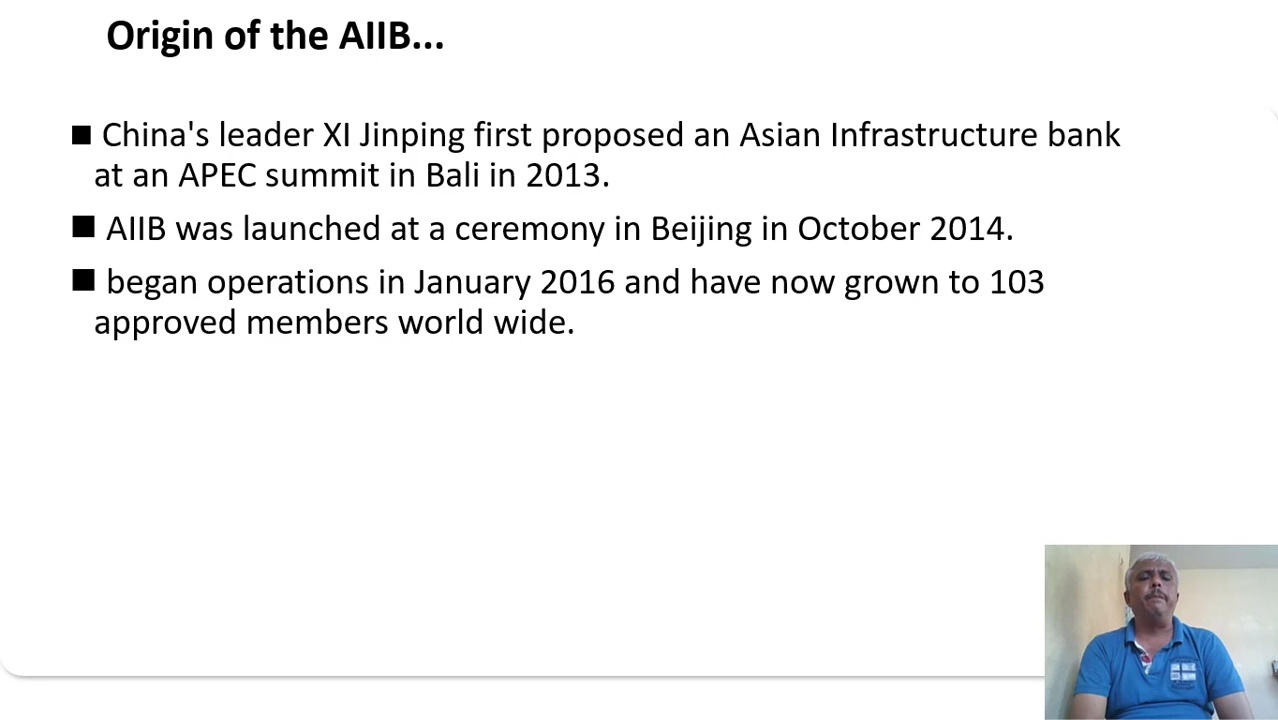 Origin of the AIIB...
■ China's leader XI Jinping first proposed an Asian Infrastructure bank
at an APEC summit in Bali in 2013.
■ AIIB was launched at a ceremony in Beijing in October 2014.
■ began operations in January 2016 and have now grown to 103
approved members world wide.